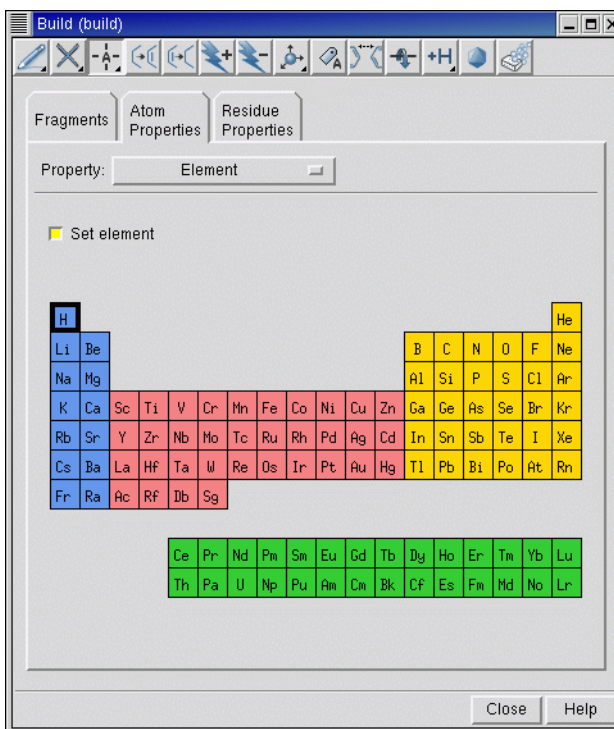 Build (build)
A A +H
Fragments Atom Properties Residue Properties
Property: Element
Set element
H He
Li Be B C N O F Ne
Na Mg Al Si P S Cl Ar
K Ca Sc Ti V Cr Mn Fe Co Ni Cu Zn Ga Ge As Se Br Kr
Rb Sr Y Zr Nb Mo Tc Ru Rh Pd Ag Cd In Sn Sb Te I Xe
Cs Ba La Hf Ta W Re Os Ir Pt Au Hg Tl Pb Bi Po At Rn
Fr Ra Ac Rf Db Sg
Ce Pr Nd Pm Sm Eu Gd Tb Dy Ho Er Tm Yb Lu
Th Pa U Np Pu Am Cm Bk Cf Es Fm Md No Lr
Close Help